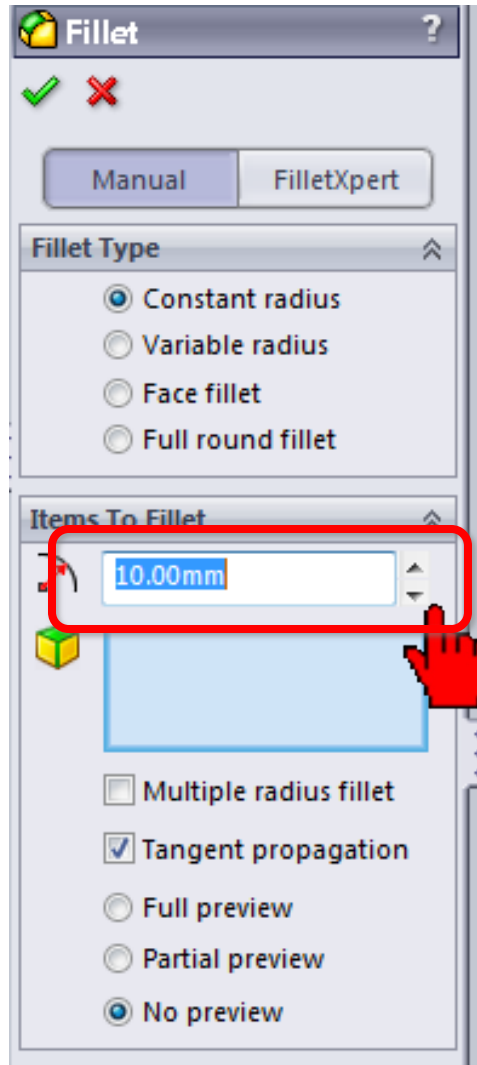 Fillet ?
Manual FilletXpert
Fillet Type
Constant radius
Variable radius
Face fillet
Full round fillet
Items To Fillet
10.00mm
Multiple radius fillet
Tangent propagation
Full preview
Partial preview
No preview